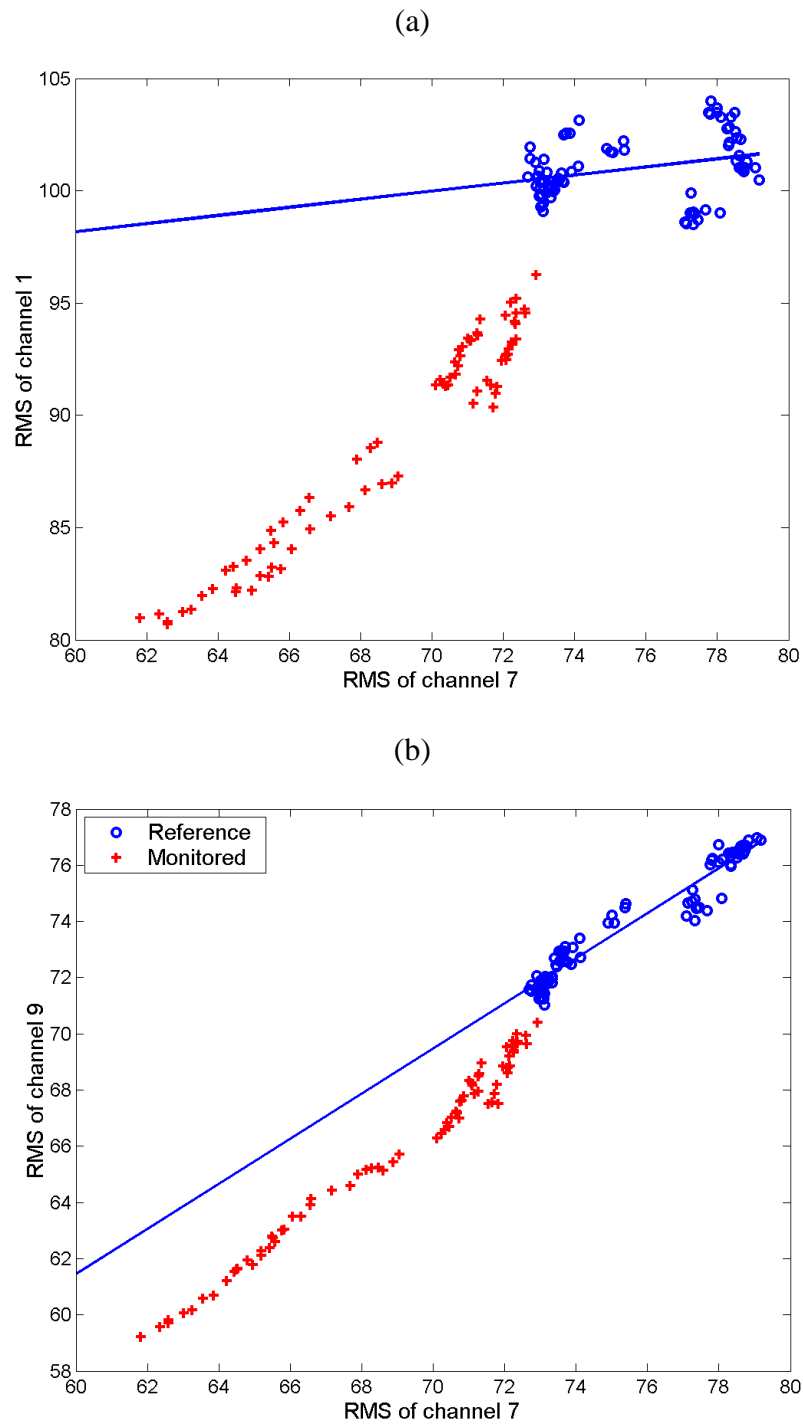 (a)
105
100
95
90
85
80
RMS of channel 1
60 62 64 66 68 70 72 74 76 78 80
RMS of channel 7
(b)
78
76
74
72
70
68
66
64
62
60
58
RMS of channel 9
Reference
Monitored
60 62 64 66 68 70 72 74 76 78 80
RMS of channel 7